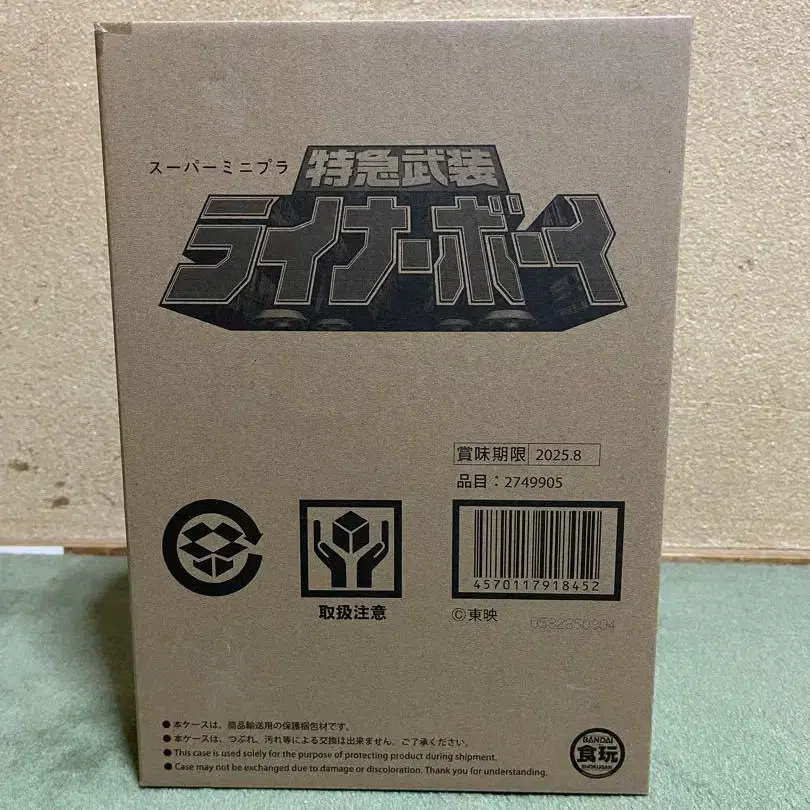 スーパーミニプラ
特急武装
ライナーボーイ
賞味期限 2025.8
品目：2749905
4570117918452
取扱注意
©東映
0582850904
●本ケースは、商品輸送用の保護梱包材です。
●本ケースは、つぶれ、汚れ等による交換は出来ません。ご了承ください。
●This case is used solely for the purpose of protecting product during shipment.
●Case may not be exchanged due to damage or discoloration. Thank you for understanding.
BANDAI
食玩
SHOKUGAN